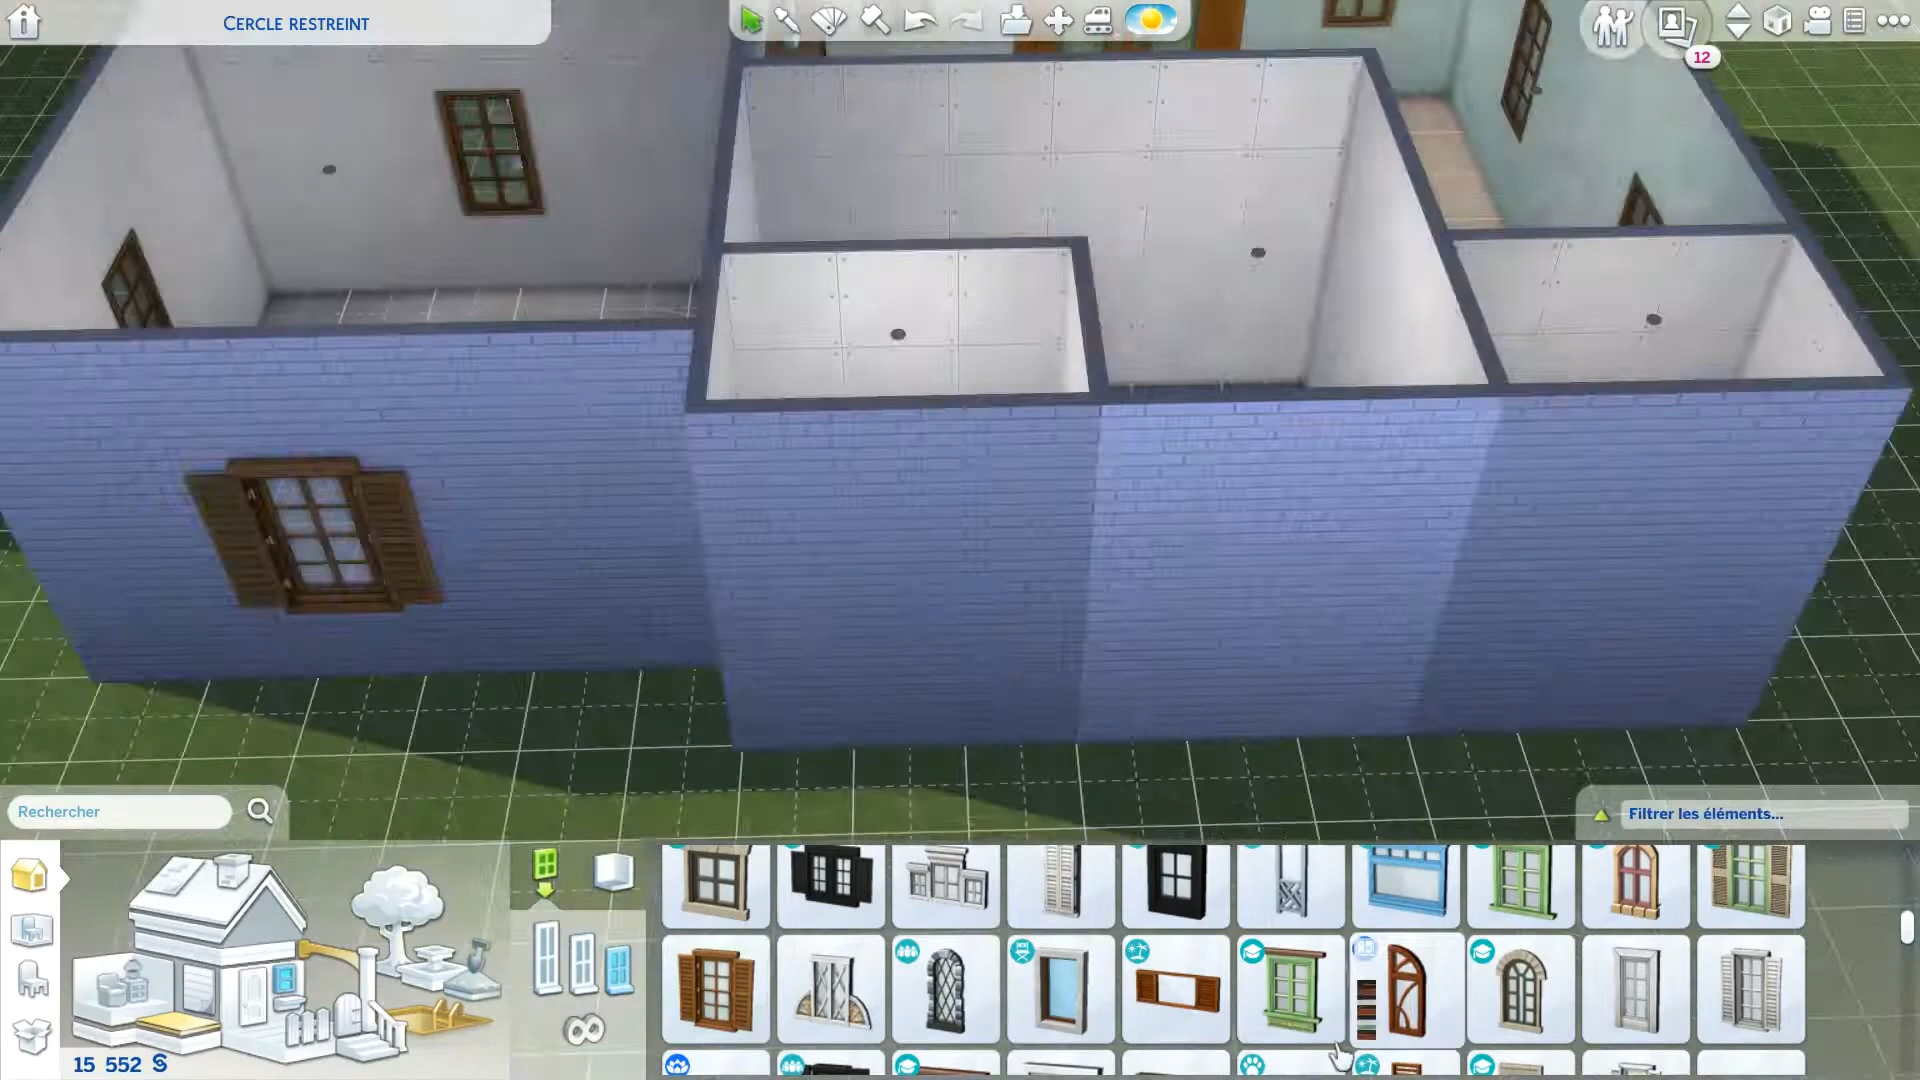 CERCLE RESTREINT
12
Rechercher
Filtrer les éléments...
15 552 §